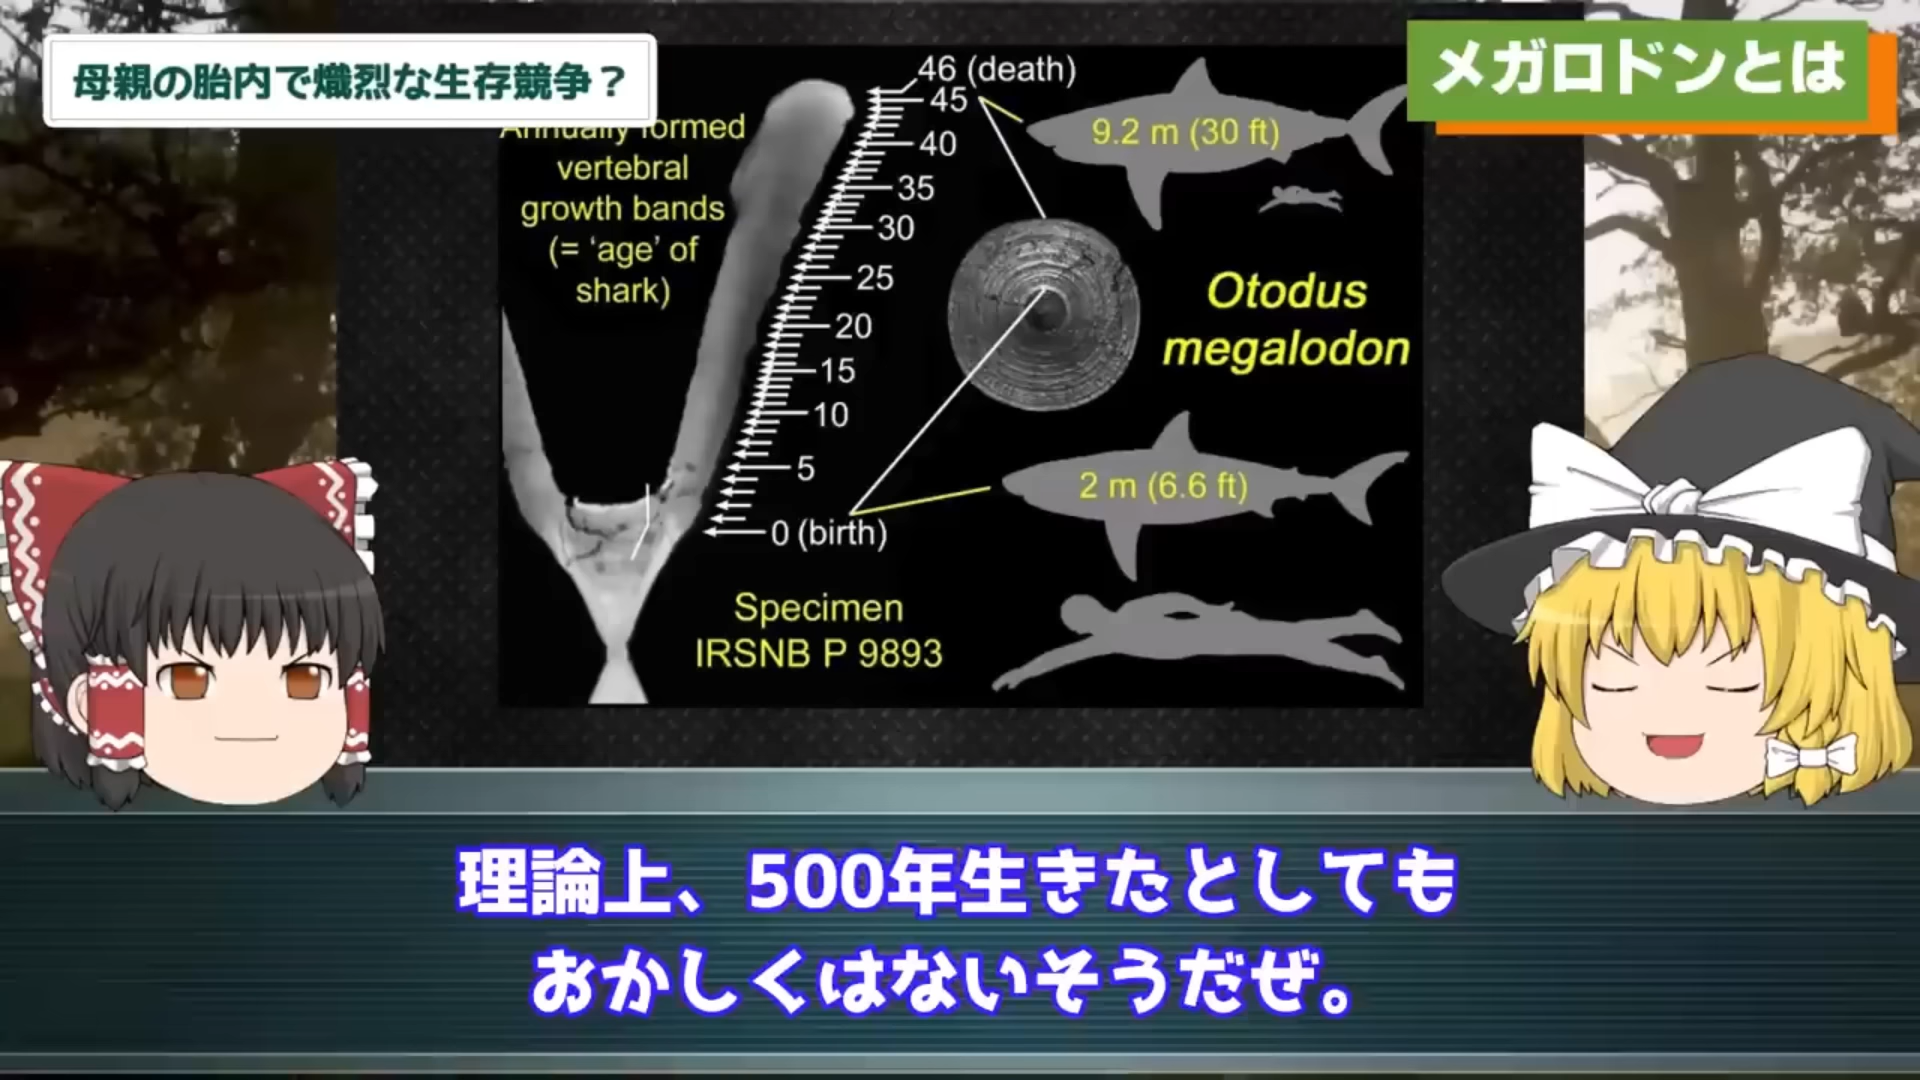 母親の胎内で熾烈な生存競争？
メガロドンとは
Annually formed
vertebral
growth bands
(= ‘age’ of
shark)
46 (death)
45
40
35
30
25
20
15
10
5
0 (birth)
9.2 m (30 ft)
Otodus
megalodon
2 m (6.6 ft)
Specimen
IRSNB P 9893
理論上、500年生きたとしても
おかしくはないそうだぜ。